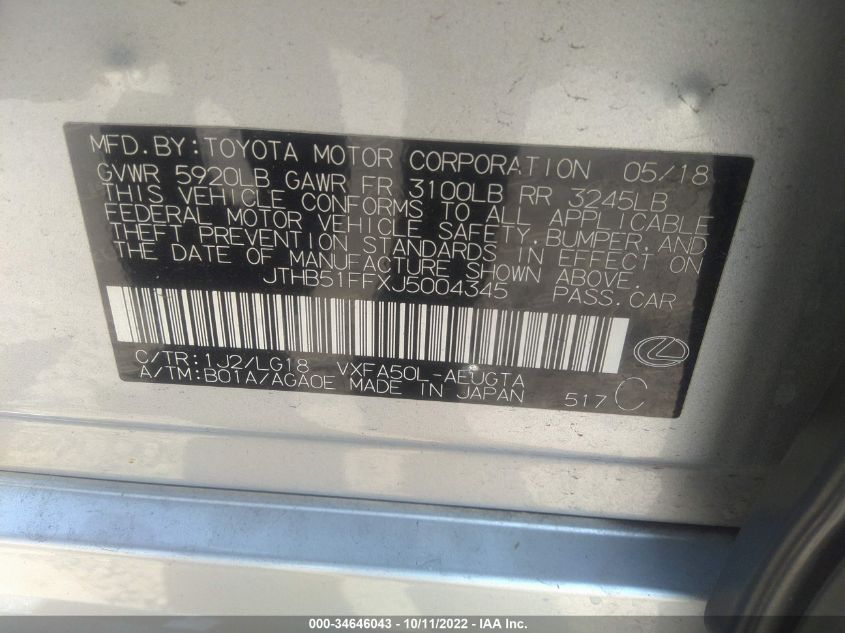 MFD.BY:TOYOTA MOTOR CORPORATION 05/18
GVWR 5920LB GAWR FR 3100LB RR 3245LB
THIS VEHICLE CONFORMS TO ALL APPLICABLE
FEDERAL MOTOR VEHICLE SAFETY,BUMPER,AND
THEFT PREVENTION STANDARDS IN EFFECT ON
THE DATE OF MANUFACTURE SHOWN ABOVE.
JTHB51FFXJ5004345 PASS.CAR
C/TR:1J2/LG18 VXFA50L-AEUGTA
A/TM:B01A/AGA0E MADE IN JAPAN 517 C
000-34646043 - 10/11/2022 - IAA Inc.